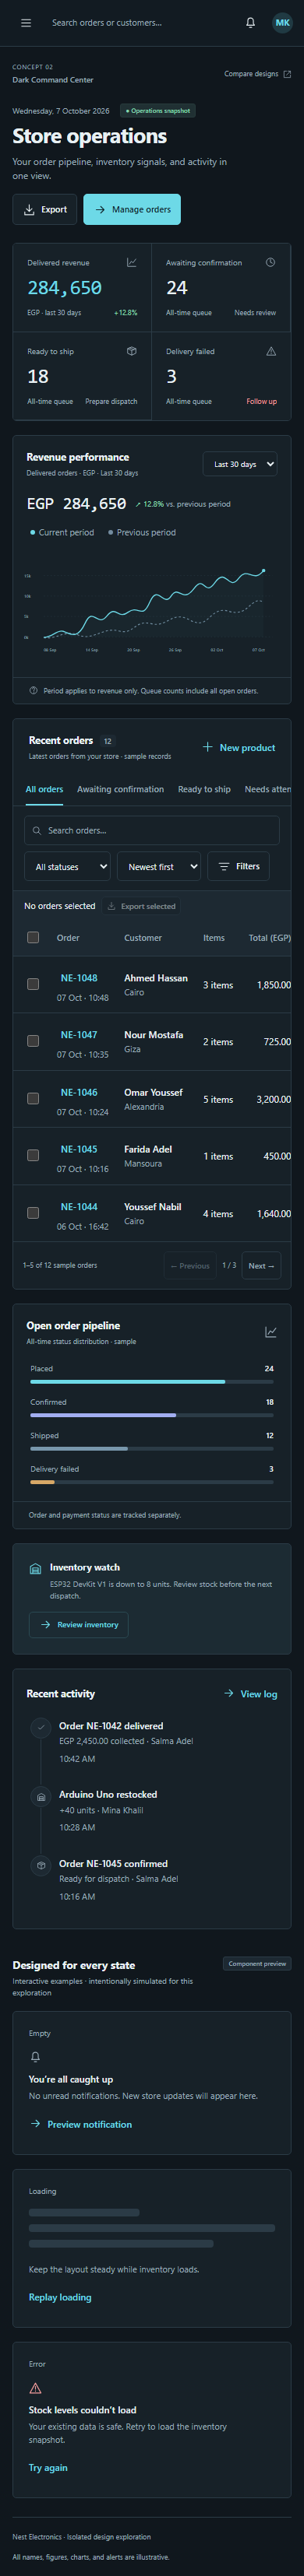 Search orders or customers...
MK
CONCEPT 02
Dark Command Center
Compare designs
Wednesday, 7 October 2026
Operations snapshot
Store operations
Your order pipeline, inventory signals, and activity in
one view.
Export
Manage orders
Delivered revenue
284,650
EGP · last 30 days
+12.8%
Awaiting confirmation
24
All-time queue
Needs review
Ready to ship
18
All-time queue
Prepare dispatch
Delivery failed
3
All-time queue
Follow up
Revenue performance
Delivered orders · EGP · Last 30 days
Last 30 days
EGP 284,650
↗ 12.8% vs. previous period
Current period
Previous period
15k
10k
5k
0k
08 Sep
14 Sep
20 Sep
26 Sep
02 Oct
07 Oct
Period applies to revenue only. Queue counts include all open orders.
Recent orders
12
Latest orders from your store · sample records
New product
All orders
Awaiting confirmation
Ready to ship
Needs atten
Search orders...
All statuses
Newest first
Filters
No orders selected
Export selected
Order
Customer
Items
Total (EGP)
NE-1048
07 Oct · 10:48
Ahmed Hassan
Cairo
3 items
1,850.00
NE-1047
07 Oct · 10:35
Nour Mostafa
Giza
2 items
725.00
NE-1046
07 Oct · 10:24
Omar Youssef
Alexandria
5 items
3,200.00
NE-1045
07 Oct · 10:16
Farida Adel
Mansoura
1 items
450.00
NE-1044
06 Oct · 16:42
Youssef Nabil
Cairo
4 items
1,640.00
1–5 of 12 sample orders
← Previous
1 / 3
Next →
Open order pipeline
All-time status distribution · sample
Placed
24
Confirmed
18
Shipped
12
Delivery failed
3
Order and payment status are tracked separately.
Inventory watch
ESP32 DevKit V1 is down to 8 units. Review stock before the next
dispatch.
Review inventory
Recent activity
View log
Order NE-1042 delivered
EGP 2,450.00 collected · Salma Adel
10:42 AM
Arduino Uno restocked
+40 units · Mina Khalil
10:28 AM
Order NE-1045 confirmed
Ready for dispatch · Salma Adel
10:16 AM
Designed for every state
Component preview
Interactive examples · intentionally simulated for this
exploration
Empty
You're all caught up
No unread notifications. New store updates will appear here.
Preview notification
Loading
Keep the layout steady while inventory loads.
Replay loading
Error
Stock levels couldn't load
Your existing data is safe. Retry to load the inventory
snapshot.
Try again
Nest Electronics · Isolated design exploration
All names, figures, charts, and alerts are illustrative.